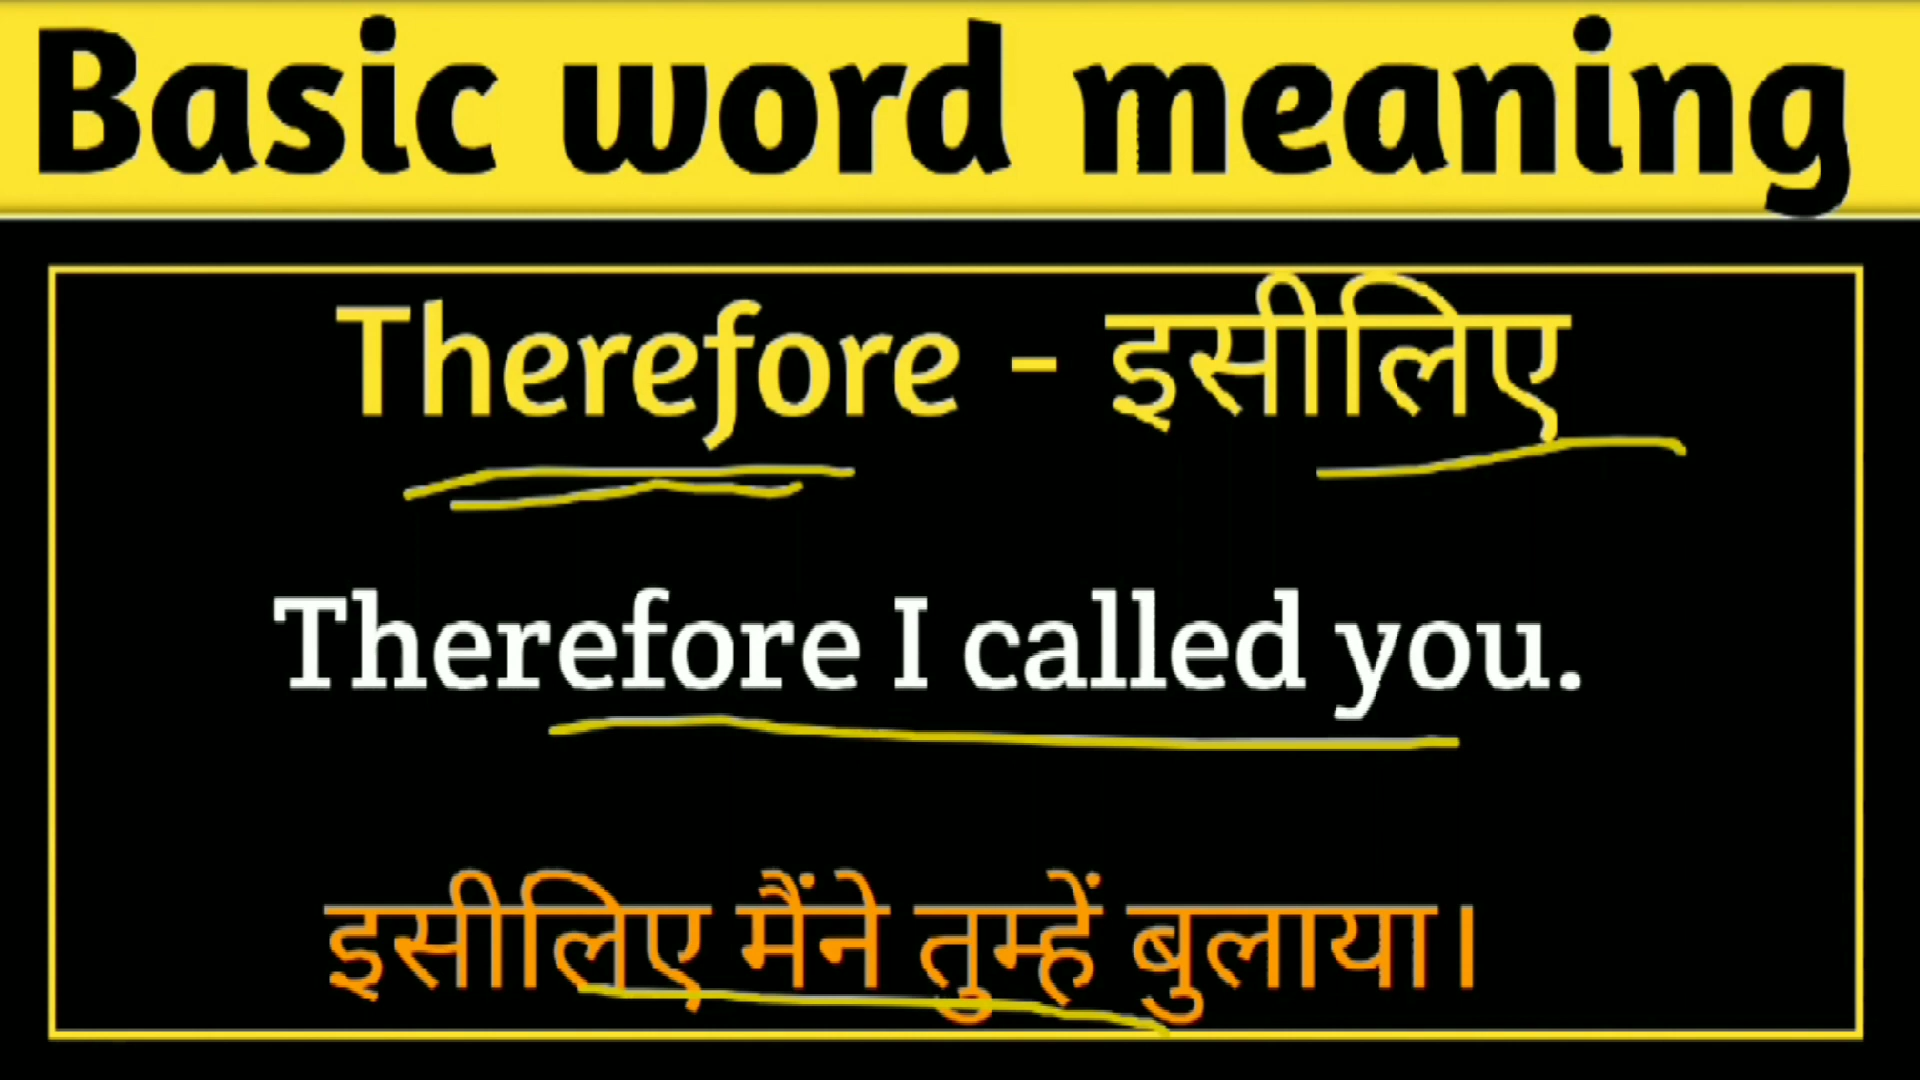 Basic word meaning
Therefore - इसीलिए
Therefore I called you.
इसीलिए मैंने तुम्हें बुलाया।